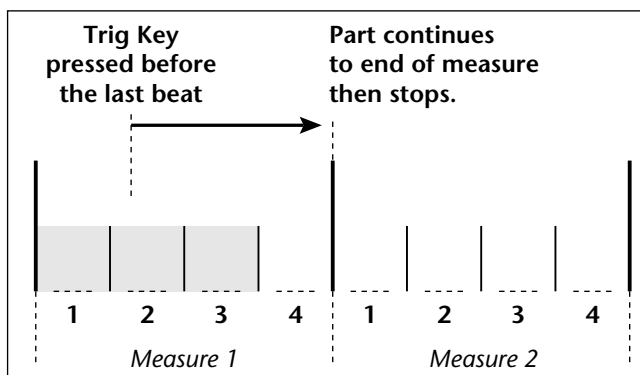 Trig Key
pressed before
the last beat
Part continues
to end of measure
then stops.
1 2 3 4 1 2 3 4
Measure 1 Measure 2